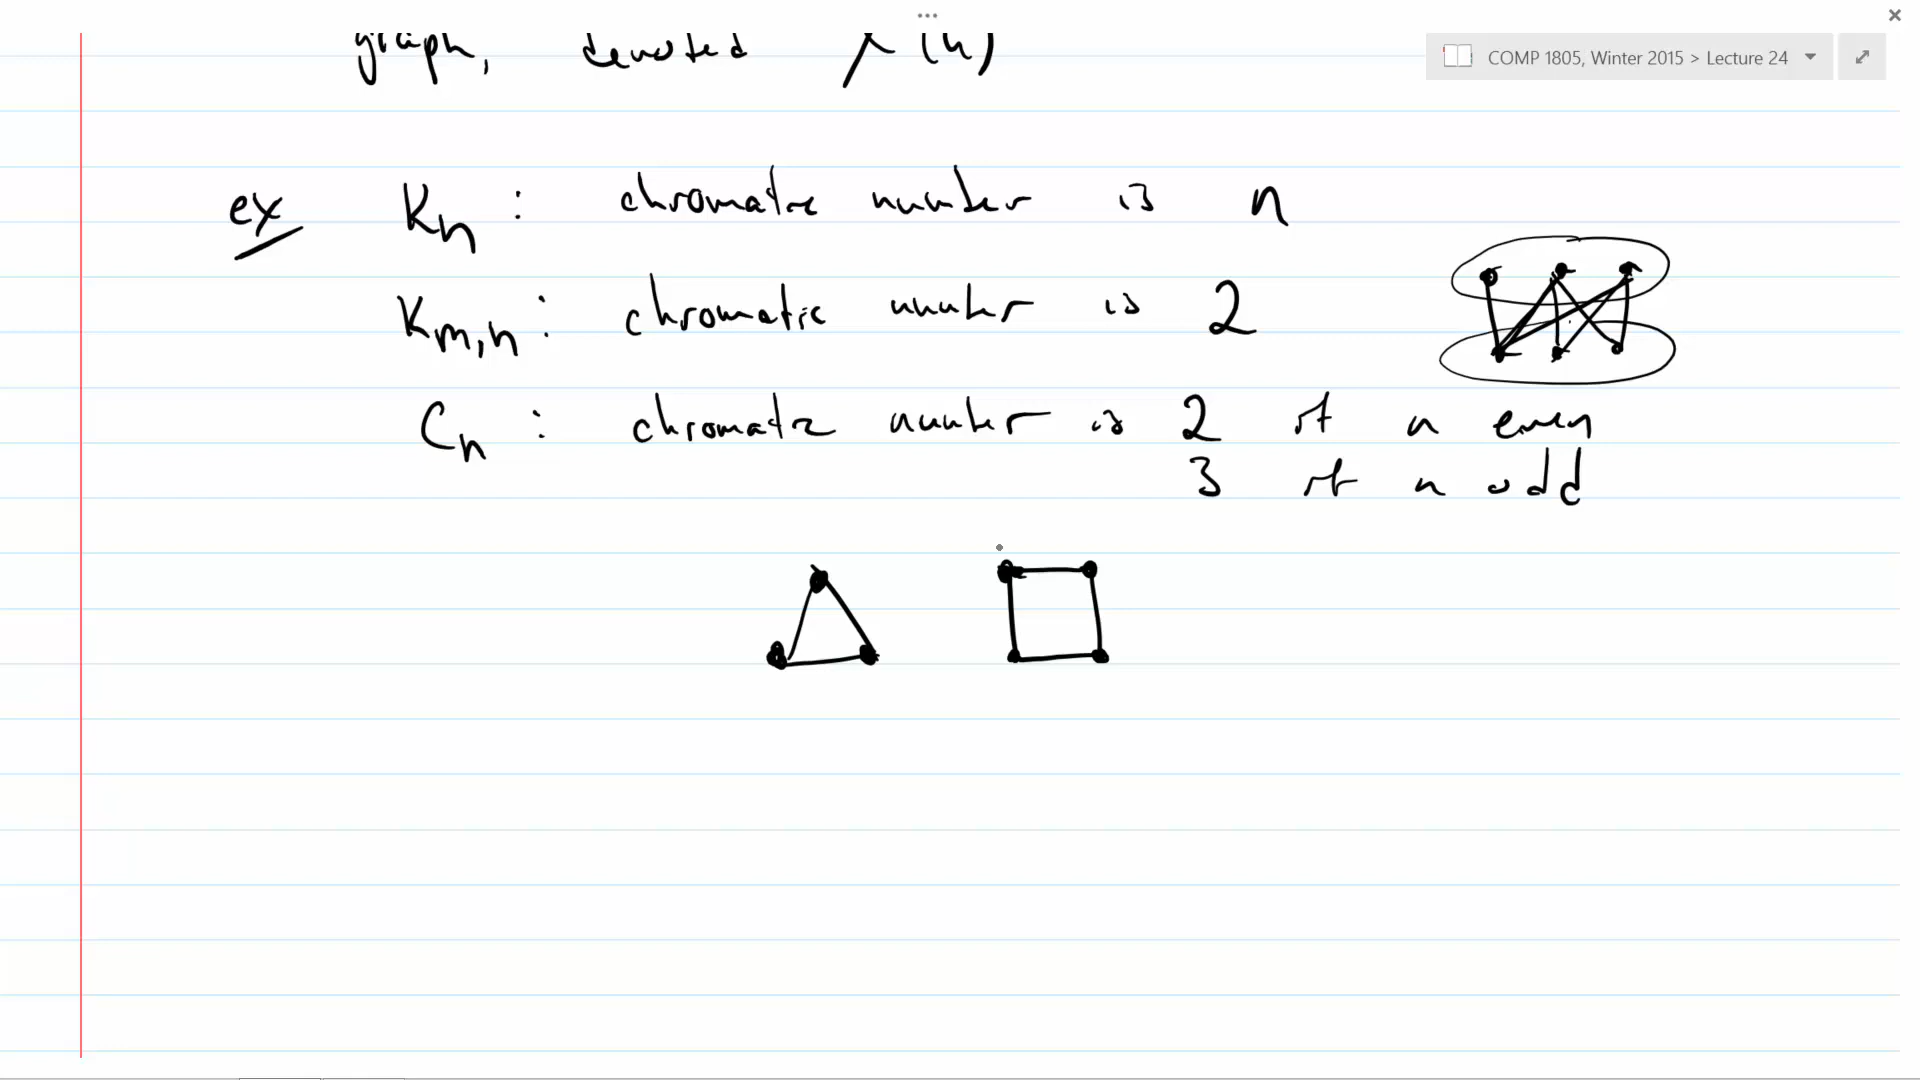 COMP 1805, Winter 2015 > Lecture 24
graph, denoted (G)
ex Kn : chromatic number is n
Km,n : chromatic number is 2
Cn : chromatic number is 2 if n even
3 if n odd